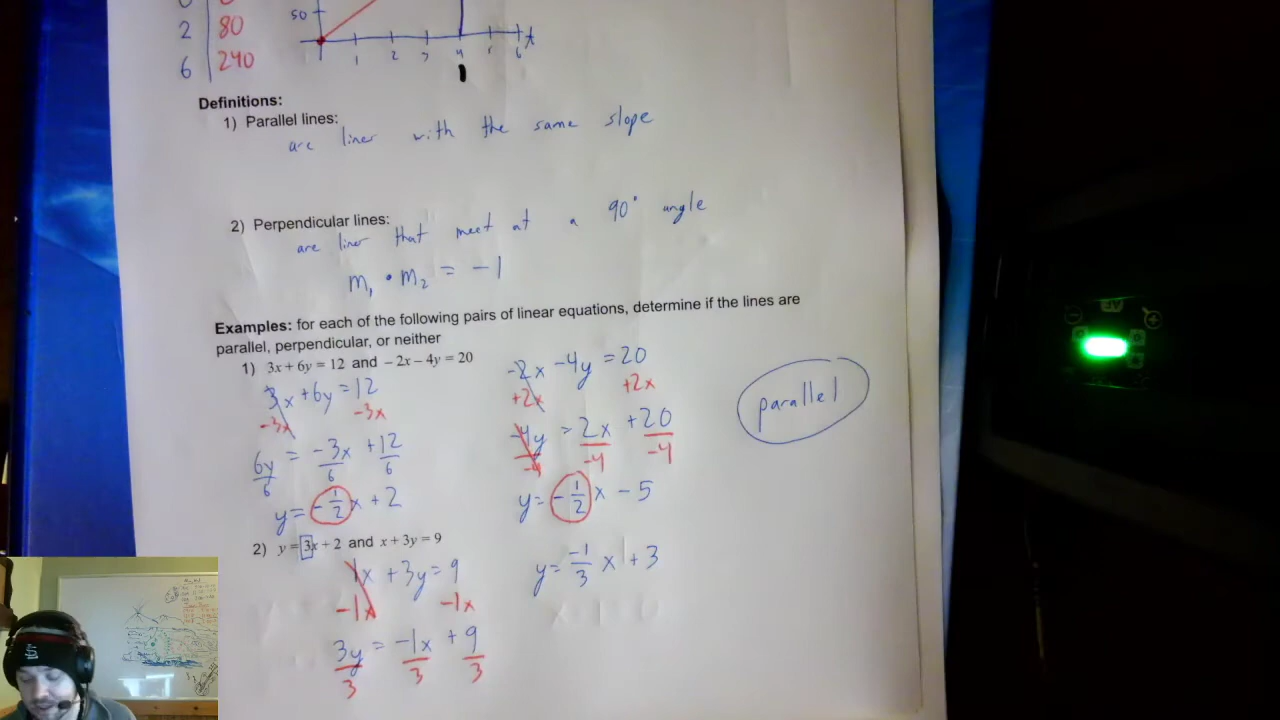 50
2 80
6 240
1 2 3 4 5 6 t
Definitions:
1) Parallel lines:
are lines with the same slope
2) Perpendicular lines:
are lines that meet at a 90° angle
m₁ • m₂ = -1
Examples: for each of the following pairs of linear equations, determine if the lines are
parallel, perpendicular, or neither
1) 3x + 6y = 12 and -2x - 4y = 20
3x + 6y = 12
-3x -3x
6y/6 = -3x/6 + 12/6
y = -1/2 x + 2
-2x - 4y = 20
+2x +2x
-4y/-4 = 2x/-4 + 20/-4
y = -1/2 x - 5
parallel
2) y = 3x + 2 and x + 3y = 9
1x + 3y = 9
-1x -1x
3y/3 = -1x/3 + 9/3
y = -1/3 x + 3